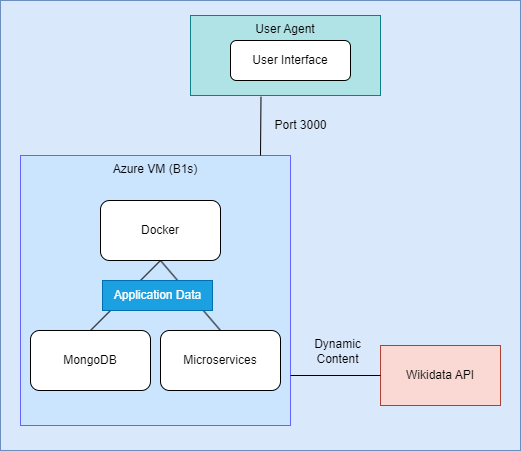 User Agent
User Interface
Port 3000
Azure VM (B1s)
Docker
Application Data
MongoDB
Microservices
Dynamic
Content
Wikidata API